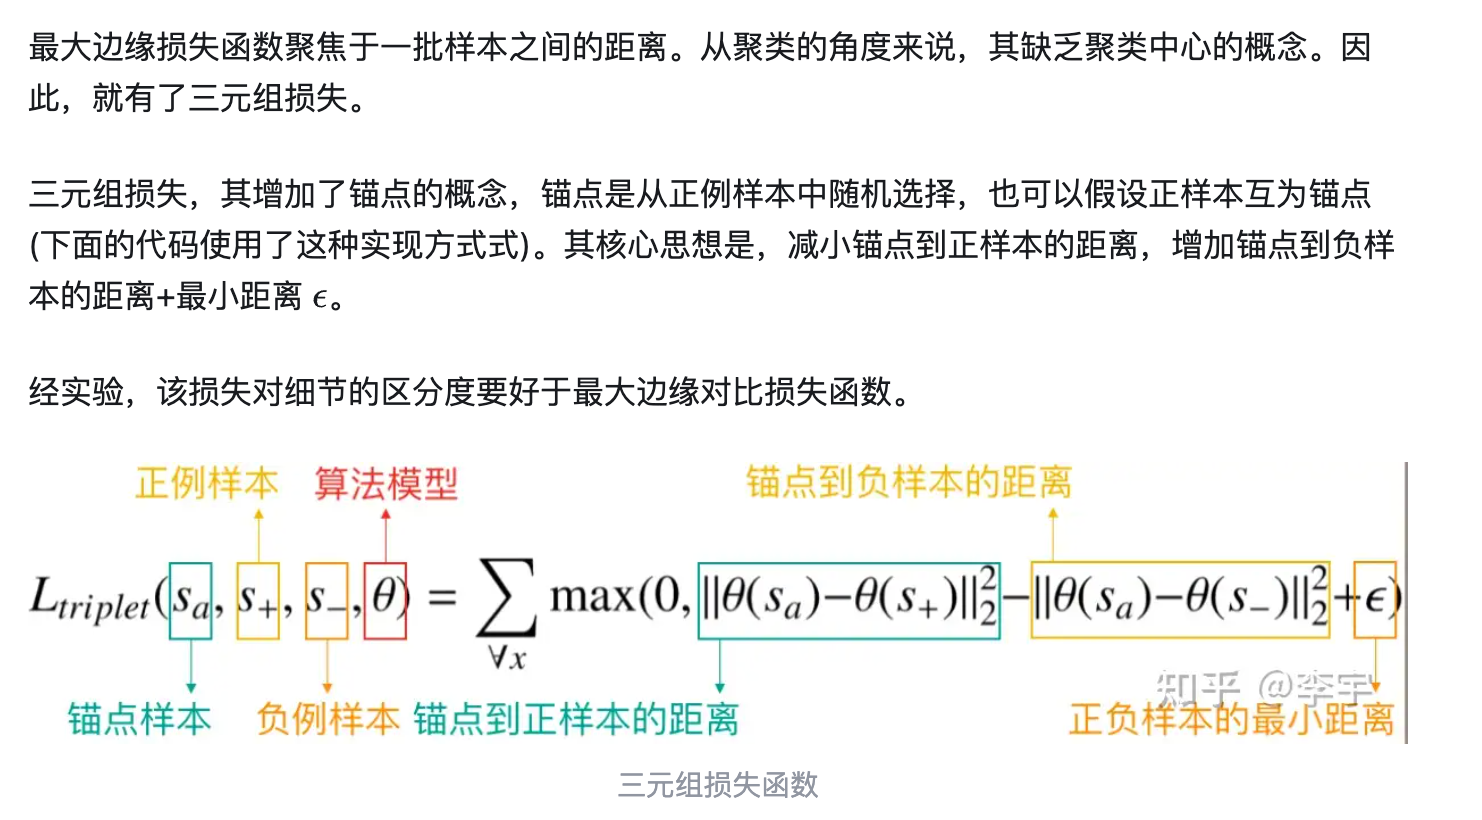 最大边缘损失函数聚焦于一批样本之间的距离。从聚类的角度来说，其缺乏聚类中心的概念。因
此，就有了三元组损失。
三元组损失，其增加了锚点的概念，锚点是从正例样本中随机选择，也可以假设正样本互为锚点
(下面的代码使用了这种实现方式式)。其核心思想是，减小锚点到正样本的距离，增加锚点到负样
本的距离+最小距离 ϵ。
经实验，该损失对细节的区分度要好于最大边缘对比损失函数。
正例样本 算法模型 锚点到负样本的距离
L_{triplet}(s_a, s_+, s_−, θ) = ∑_{∀x} max(0, ||θ(s_a)−θ(s_+)||_2^2−||θ(s_a)−θ(s_−)||_2^2+ϵ)
知乎 @李宇
锚点样本 负例样本 锚点到正样本的距离 正负样本的最小距离
三元组损失函数